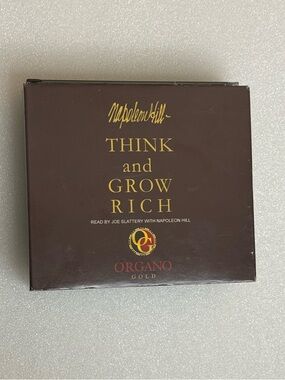 Napoleon Hill
THINK
and
GROW
RICH
READ BY JOE SLATTERY WITH NAPOLEON HILL
OG
ORGANO
GOLD